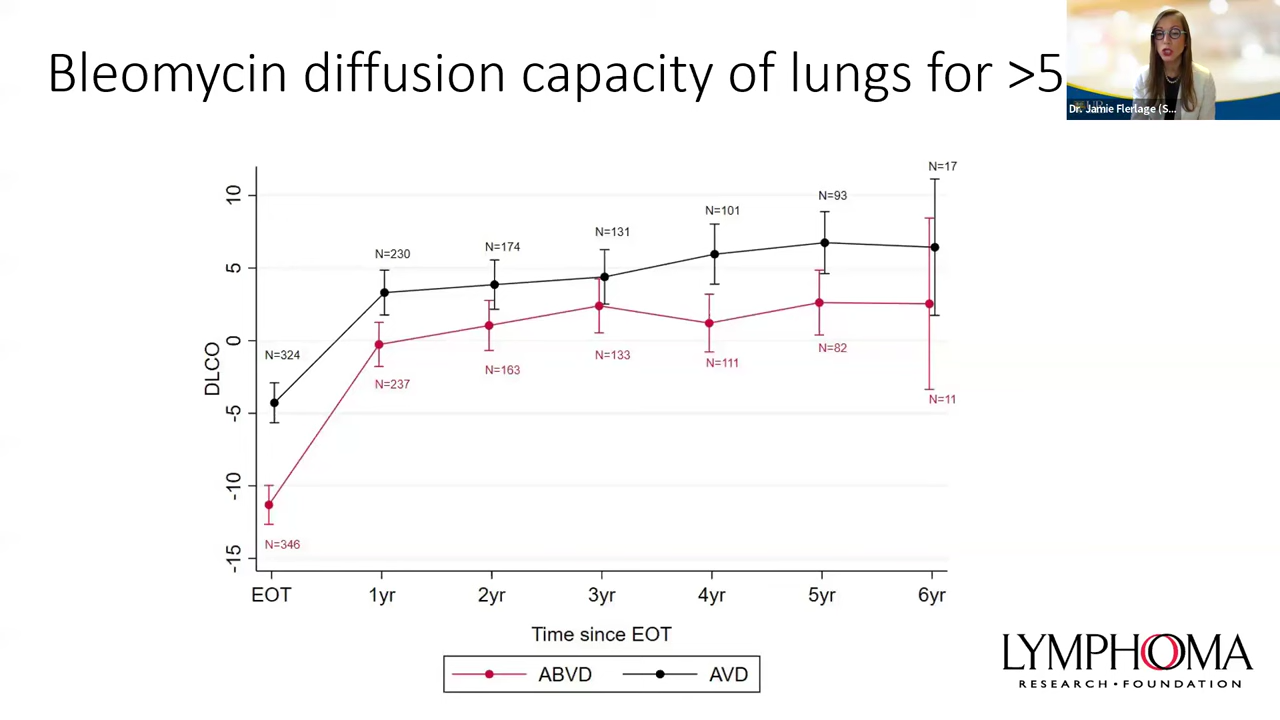 Bleomycin diffusion capacity of lungs for >5
Dr. Jamie Flerlage (S...
DLCO
10
5
0
-5
-10
-15
N=324
N=230
N=174
N=131
N=101
N=93
N=17
N=346
N=237
N=163
N=133
N=111
N=82
N=11
EOT 1yr 2yr 3yr 4yr 5yr 6yr
Time since EOT
ABVD AVD
LYMPHOMA
RESEARCH • FOUNDATION